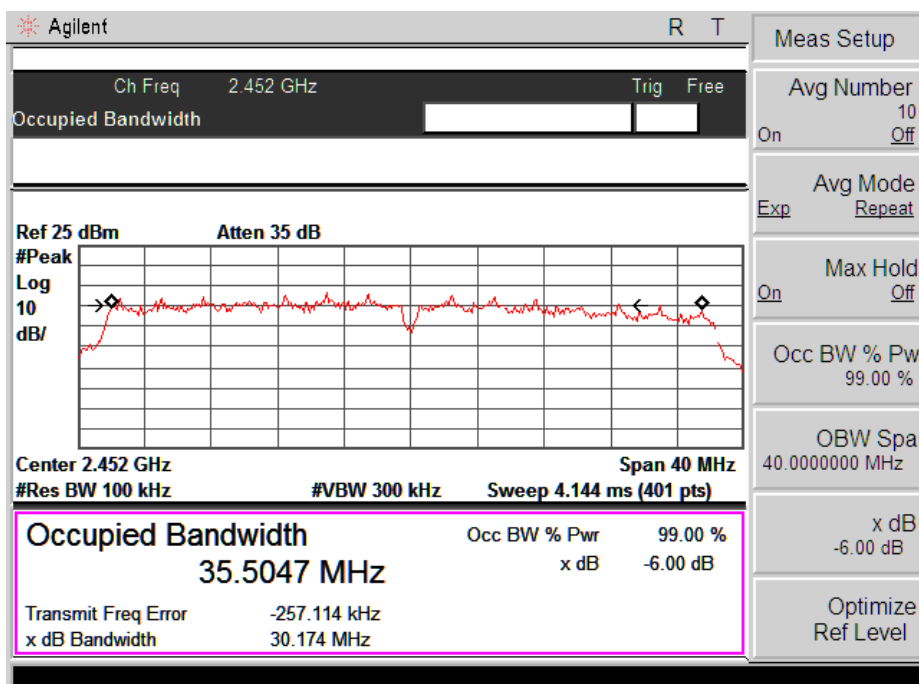 Agilent R T
Ch Freq 2.452 GHz Trig Free
Occupied Bandwidth
Ref 25 dBm Atten 35 dB
#Peak
Log
10
dB/
Center 2.452 GHz Span 40 MHz
#Res BW 100 kHz #VBW 300 kHz Sweep 4.144 ms (401 pts)
Occupied Bandwidth Occ BW % Pwr 99.00 %
35.5047 MHz x dB -6.00 dB
Transmit Freq Error -257.114 kHz
x dB Bandwidth 30.174 MHz
Meas Setup
Avg Number
10
On Off
Avg Mode
Exp Repeat
Max Hold
On Off
Occ BW % Pw
99.00 %
OBW Spa
40.0000000 MHz
x dB
-6.00 dB
Optimize
Ref Level